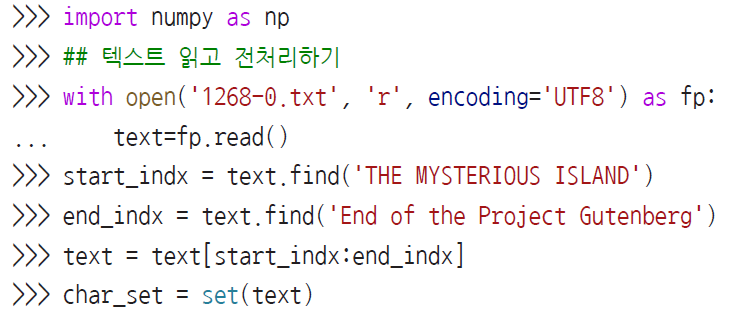 >>> import numpy as np
>>> ## 텍스트 읽고 전처리하기
>>> with open('1268-0.txt', 'r', encoding='UTF8') as fp:
...     text=fp.read()
>>> start_indx = text.find('THE MYSTERIOUS ISLAND')
>>> end_indx = text.find('End of the Project Gutenberg')
>>> text = text[start_indx:end_indx]
>>> char_set = set(text)